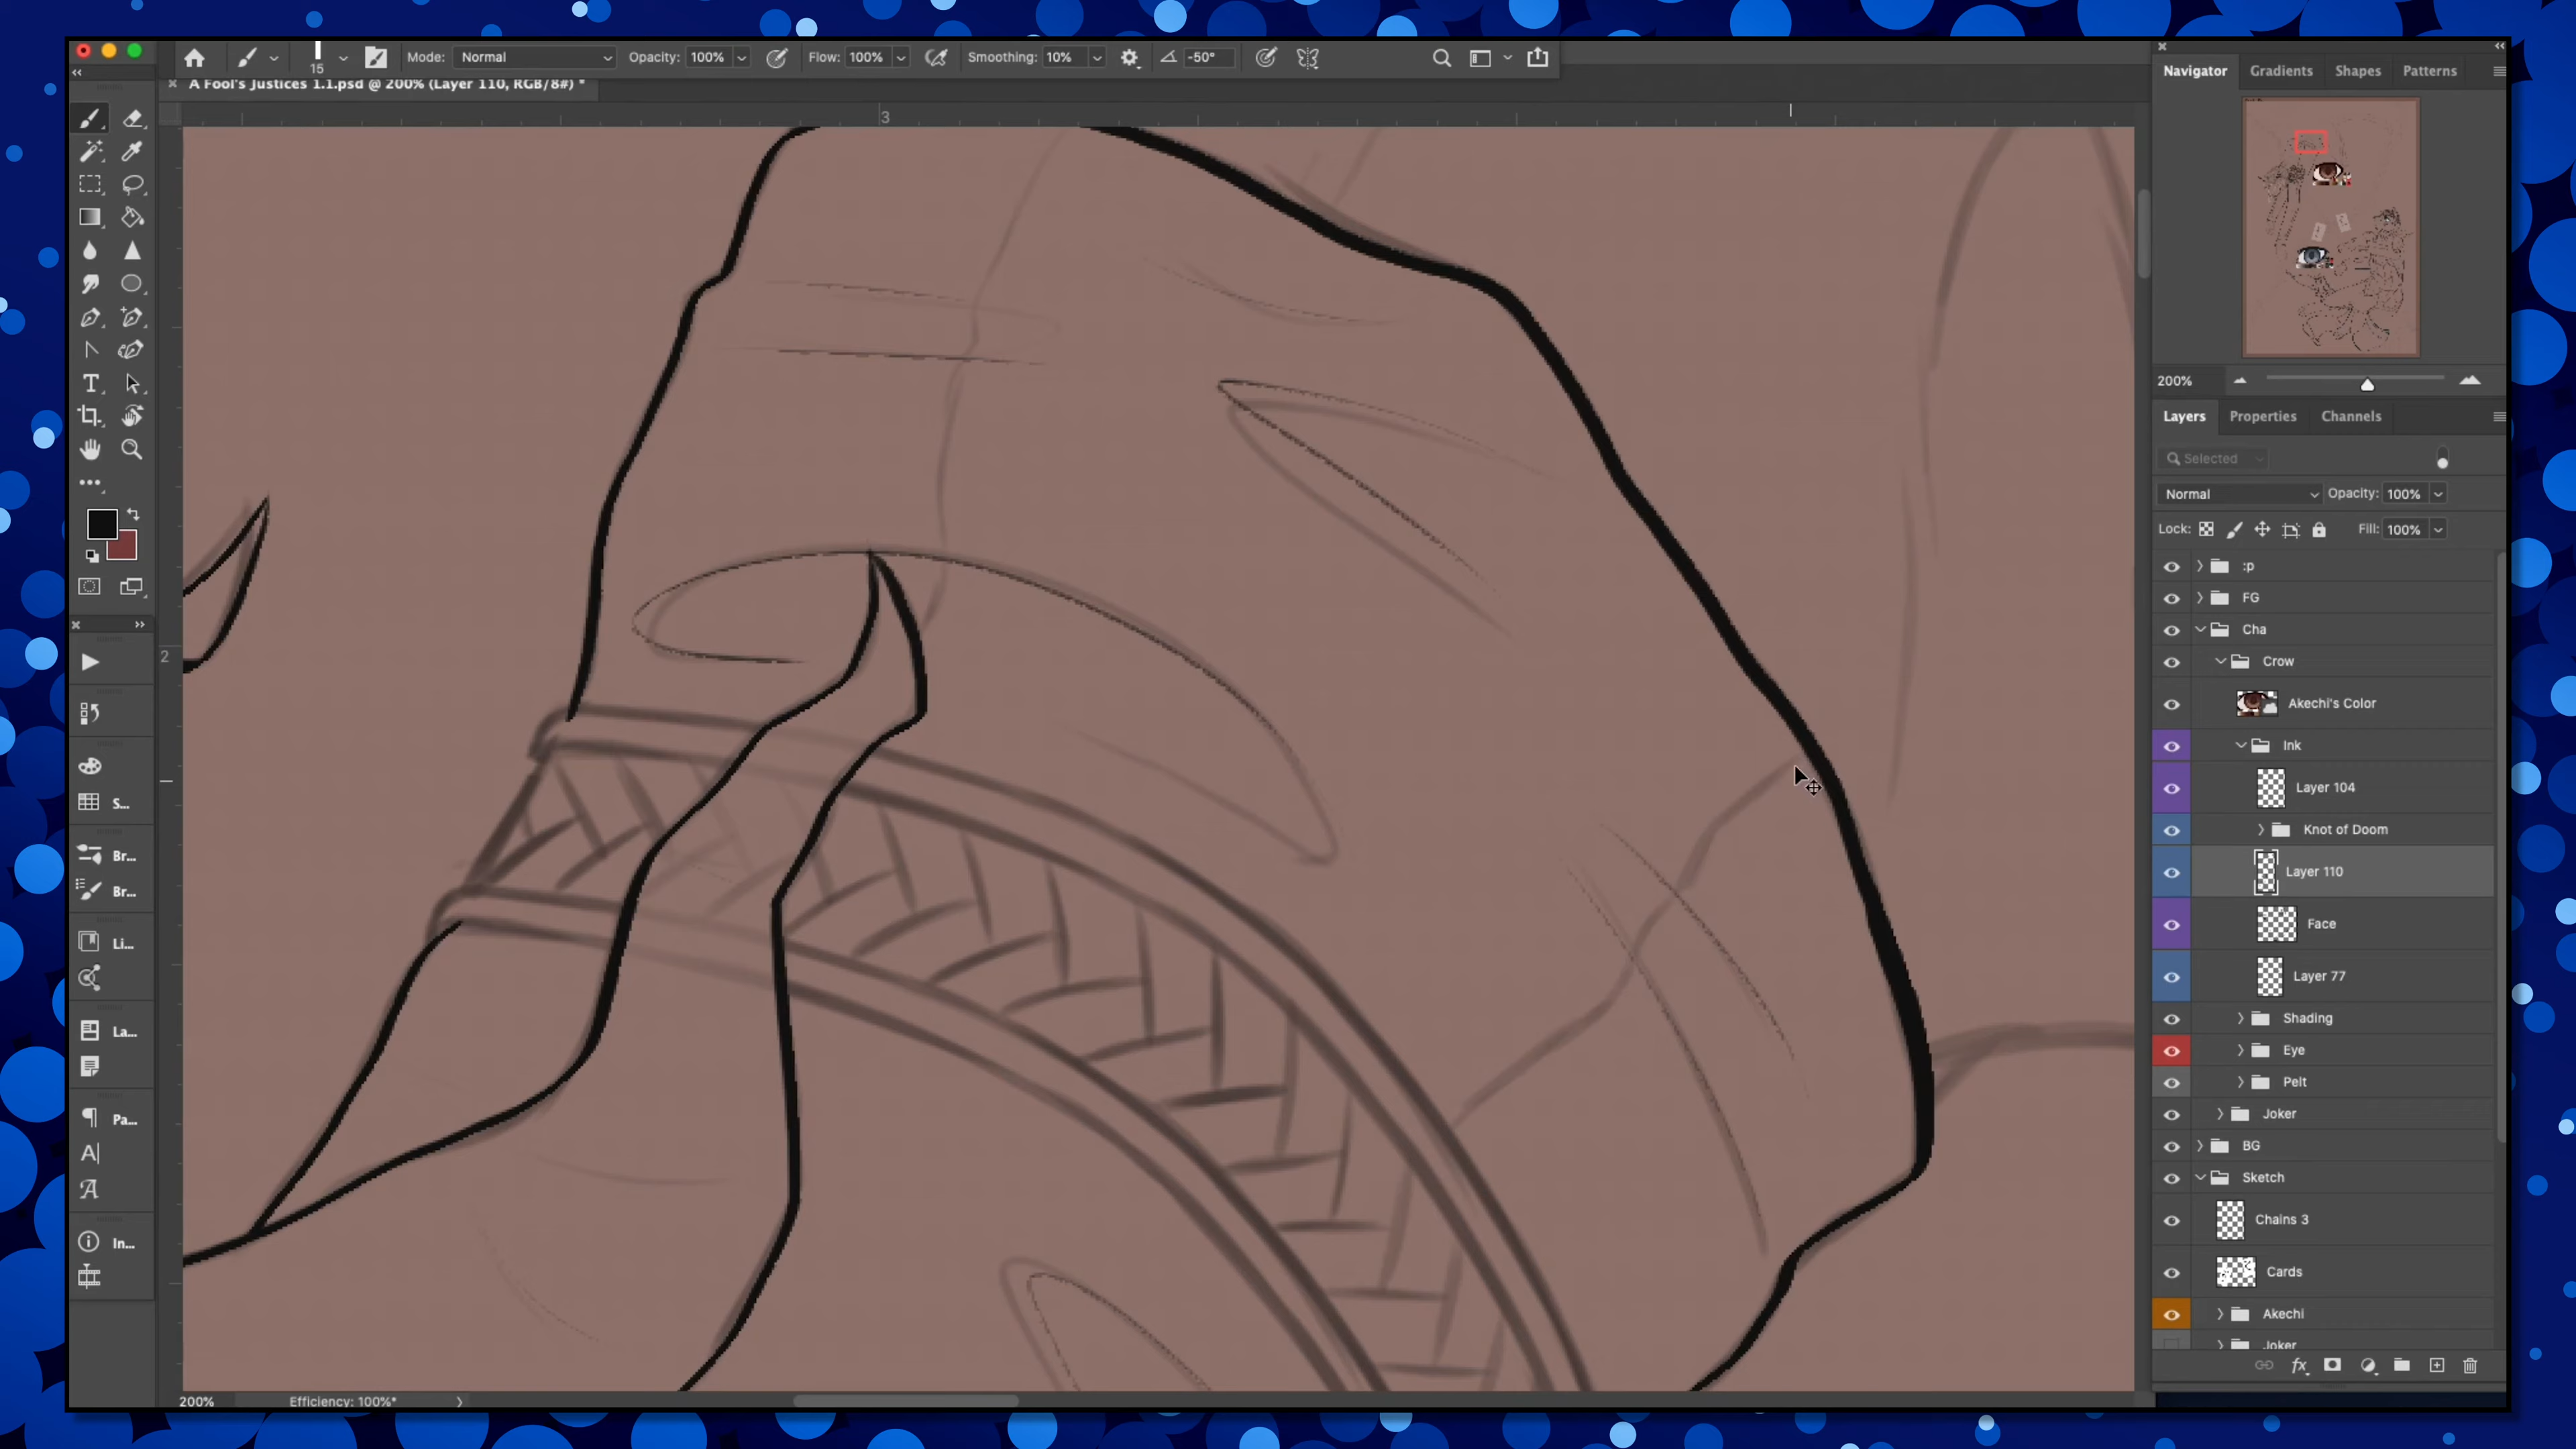 15
Mode: Normal
Opacity: 100%
Flow: 100%
Smoothing: 10%
-50°
A Fool's Justices 1.1.psd @ 200% (Layer 110, RGB/8#) *
3
2
S...
Br...
Br...
Li...
La...
Pa...
In...
200%
Efficiency: 100%*
Navigator
Gradients
Shapes
Patterns
200%
Layers
Properties
Channels
Selected
Normal
Opacity: 100%
Lock:
Fill: 100%
:p
FG
Cha
Crow
Akechi's Color
Ink
Layer 104
Knot of Doom
Layer 110
Face
Layer 77
Shading
Eye
Pelt
Joker
BG
Sketch
Chains 3
Cards
Akechi
Joker